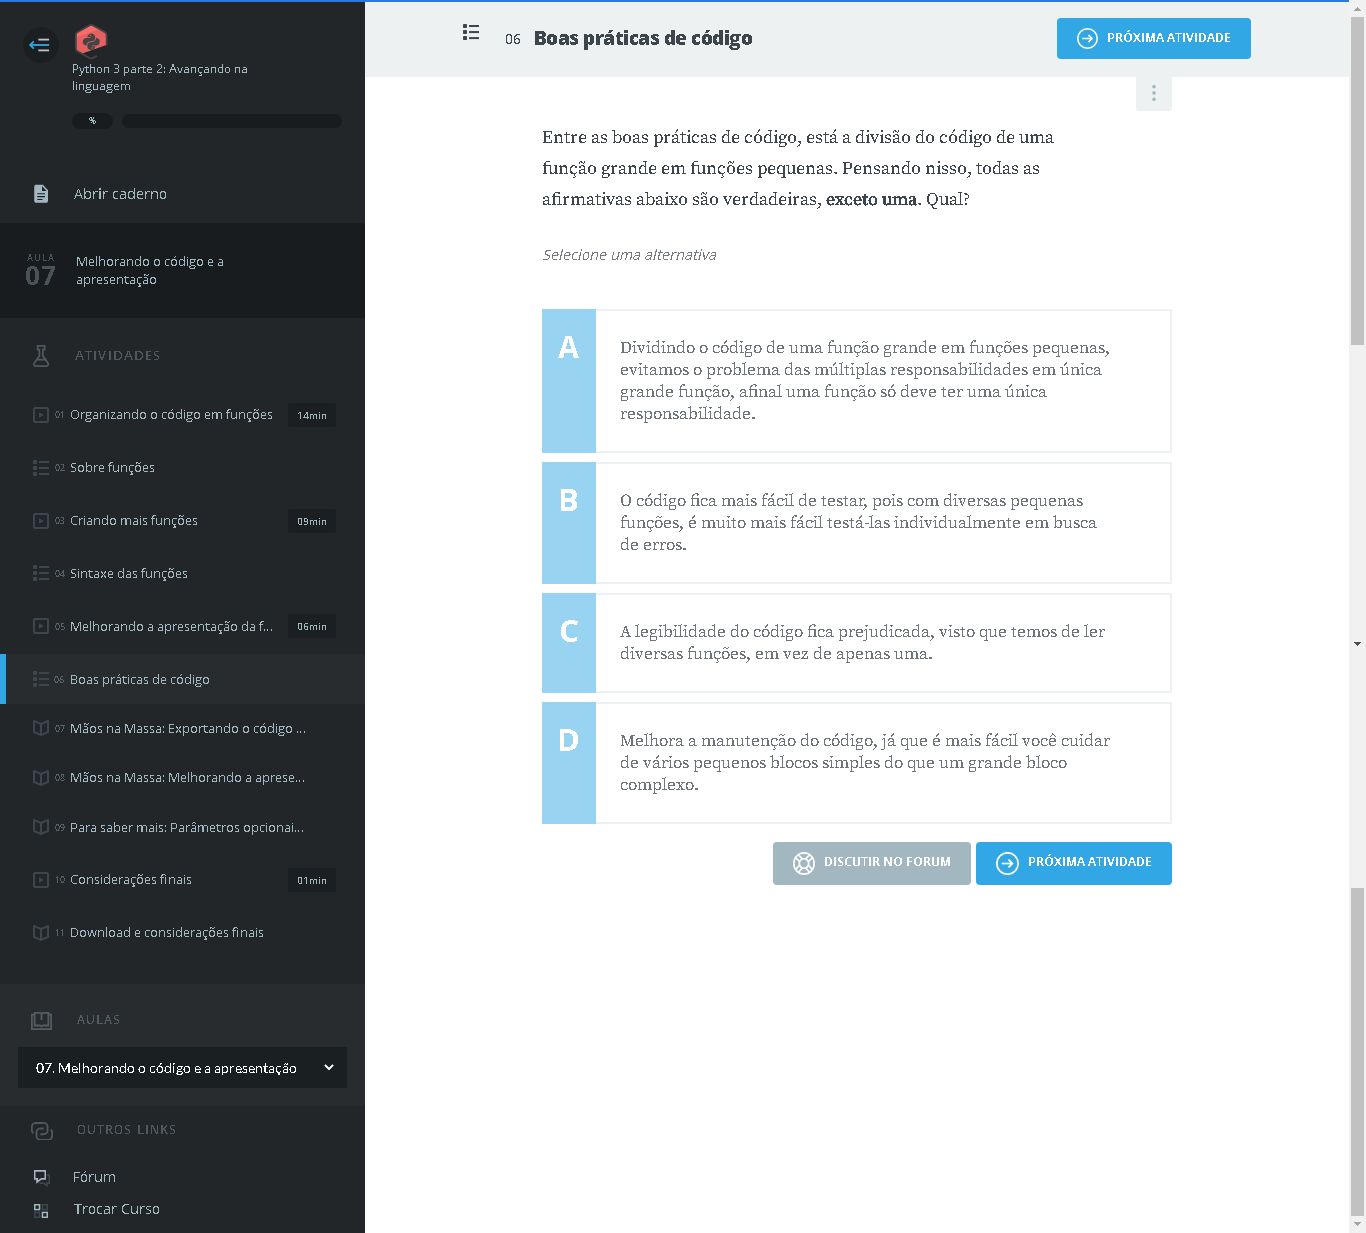 Python 3 parte 2: Avançando na
linguagem
%
Abrir caderno
AULA
07
Melhorando o código e a
apresentação
ATIVIDADES
01 Organizando o código em funções 14min
02 Sobre funções
03 Criando mais funções 09min
04 Sintaxe das funções
05 Melhorando a apresentação da f... 06min
06 Boas práticas de código
07 Mãos na Massa: Exportando o código ...
08 Mãos na Massa: Melhorando a aprese...
09 Para saber mais: Parâmetros opcionai...
10 Considerações finais 01min
11 Download e considerações finais
AULAS
07. Melhorando o código e a apresentação
OUTROS LINKS
Fórum
Trocar Curso
06 Boas práticas de código
PRÓXIMA ATIVIDADE
Entre as boas práticas de código, está a divisão do código de uma
função grande em funções pequenas. Pensando nisso, todas as
afirmativas abaixo são verdadeiras, exceto uma. Qual?
Selecione uma alternativa
A
Dividindo o código de uma função grande em funções pequenas,
evitamos o problema das múltiplas responsabilidades em única
grande função, afinal uma função só deve ter uma única
responsabilidade.
B
O código fica mais fácil de testar, pois com diversas pequenas
funções, é muito mais fácil testá-las individualmente em busca
de erros.
C
A legibilidade do código fica prejudicada, visto que temos de ler
diversas funções, em vez de apenas uma.
D
Melhora a manutenção do código, já que é mais fácil você cuidar
de vários pequenos blocos simples do que um grande bloco
complexo.
DISCUTIR NO FORUM
PRÓXIMA ATIVIDADE